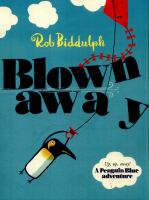 Rob Biddulph
Blown
away
Up, up, away!
A Penguin Blue
adventure